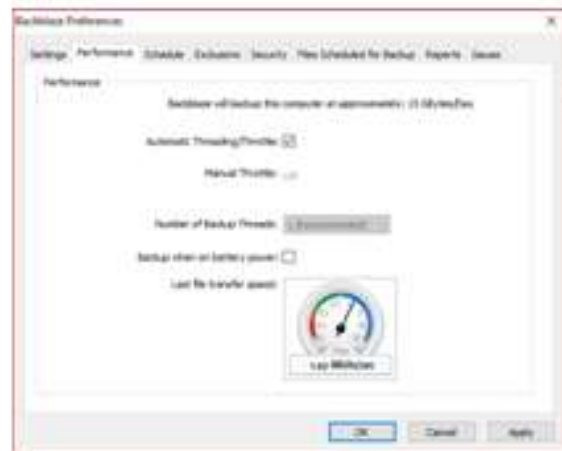 Backblaze Preferences
Settings Performance Schedule Exclusions Security Files Scheduled for Backup Reports Issues
Performance
Backblaze will backup this computer at approximately:
Automatic Threading/Throttle:
Manual Throttle:
Number of Backup Threads:
Backup when on battery power:
Last file transfer speed:
OK Cancel Apply